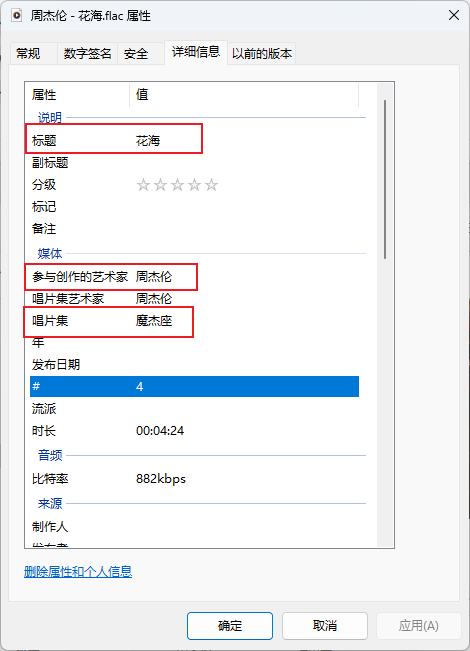 周杰伦 - 花海.flac 属性
常规 数字签名 安全 详细信息 以前的版本
属性 值
说明
标题 花海
副标题
分级
标记
备注
媒体
参与创作的艺术家 周杰伦
唱片集艺术家 周杰伦
唱片集 魔杰座
年
发布日期
# 4
流派
时长 00:04:24
音频
比特率 882kbps
来源
制作人
发布者
删除属性和个人信息
确定 取消 应用(A)